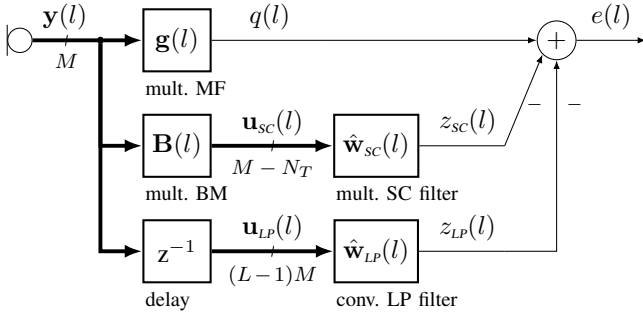 y(l) q(l) e(l)
M g(l) +
mult. MF
u_SC(l) z_SC(l) − −
B(l) ŵ_SC(l)
M − N_T
mult. BM mult. SC filter
u_LP(l) z_LP(l)
z⁻¹ ŵ_LP(l)
(L−1)M
delay conv. LP filter